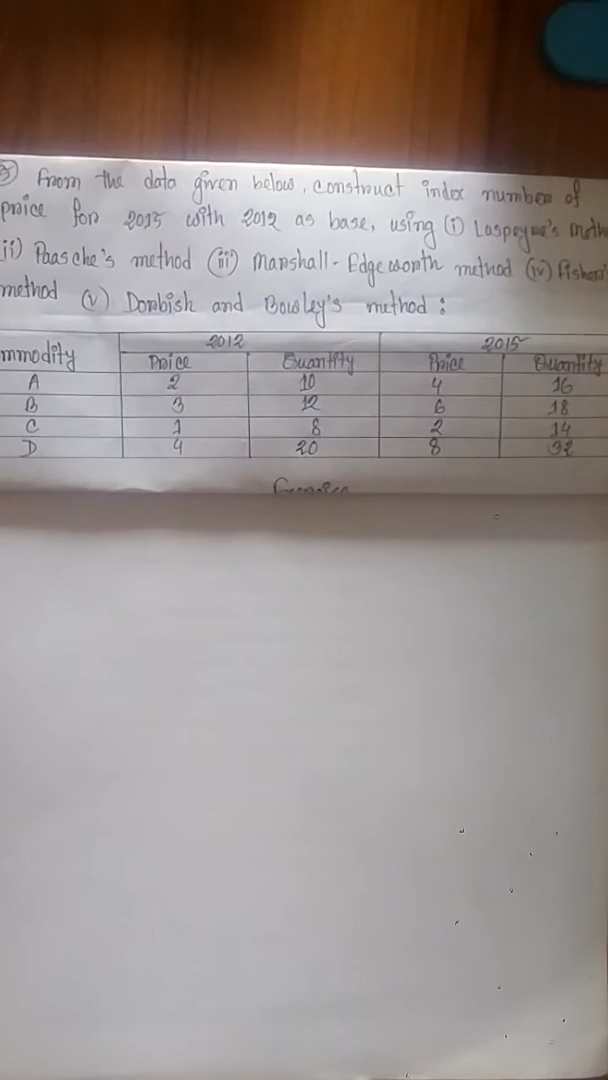 From the data given below, construct index number of
price for 2015 with 2012 as base, using (i) Laspeyre's meth
ii) Paasche's method (iii) Marshall-Edgeworth method (iv) Fisher's
method (v) Dorbish and Bowley's method :
2012 2015
mmodity Price Quantity Price Quantity
A 2 10 4 16
B 3 12 6 18
C 1 8 2 14
D 4 20 8 32